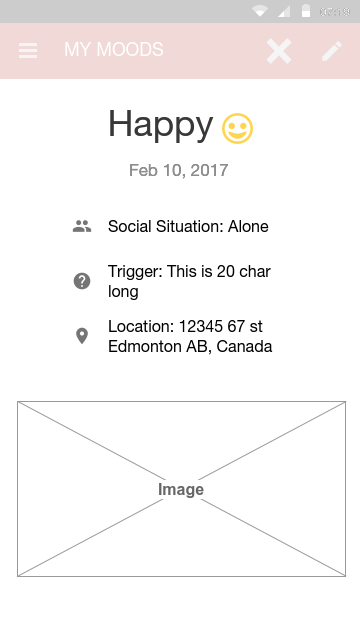 MY MOODS
Happy
Feb 10, 2017
Social Situation: Alone
Trigger: This is 20 char
long
Location: 12345 67 st
Edmonton AB, Canada
Image